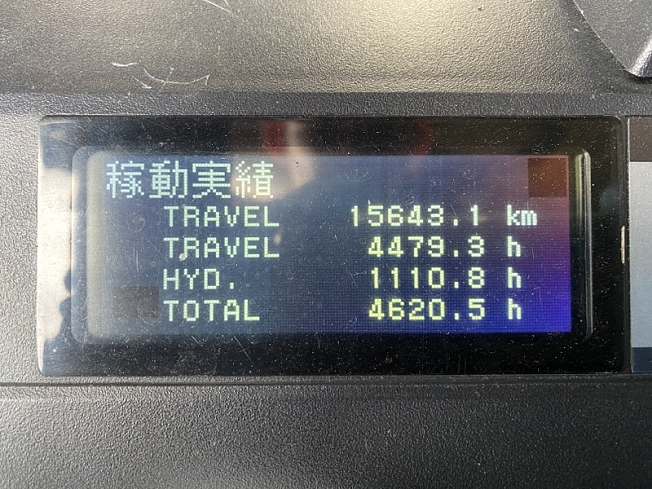 稼動実績
TRAVEL 15643.1 km
TRAVEL 4479.3 h
HYD. 1110.8 h
TOTAL 4620.5 h